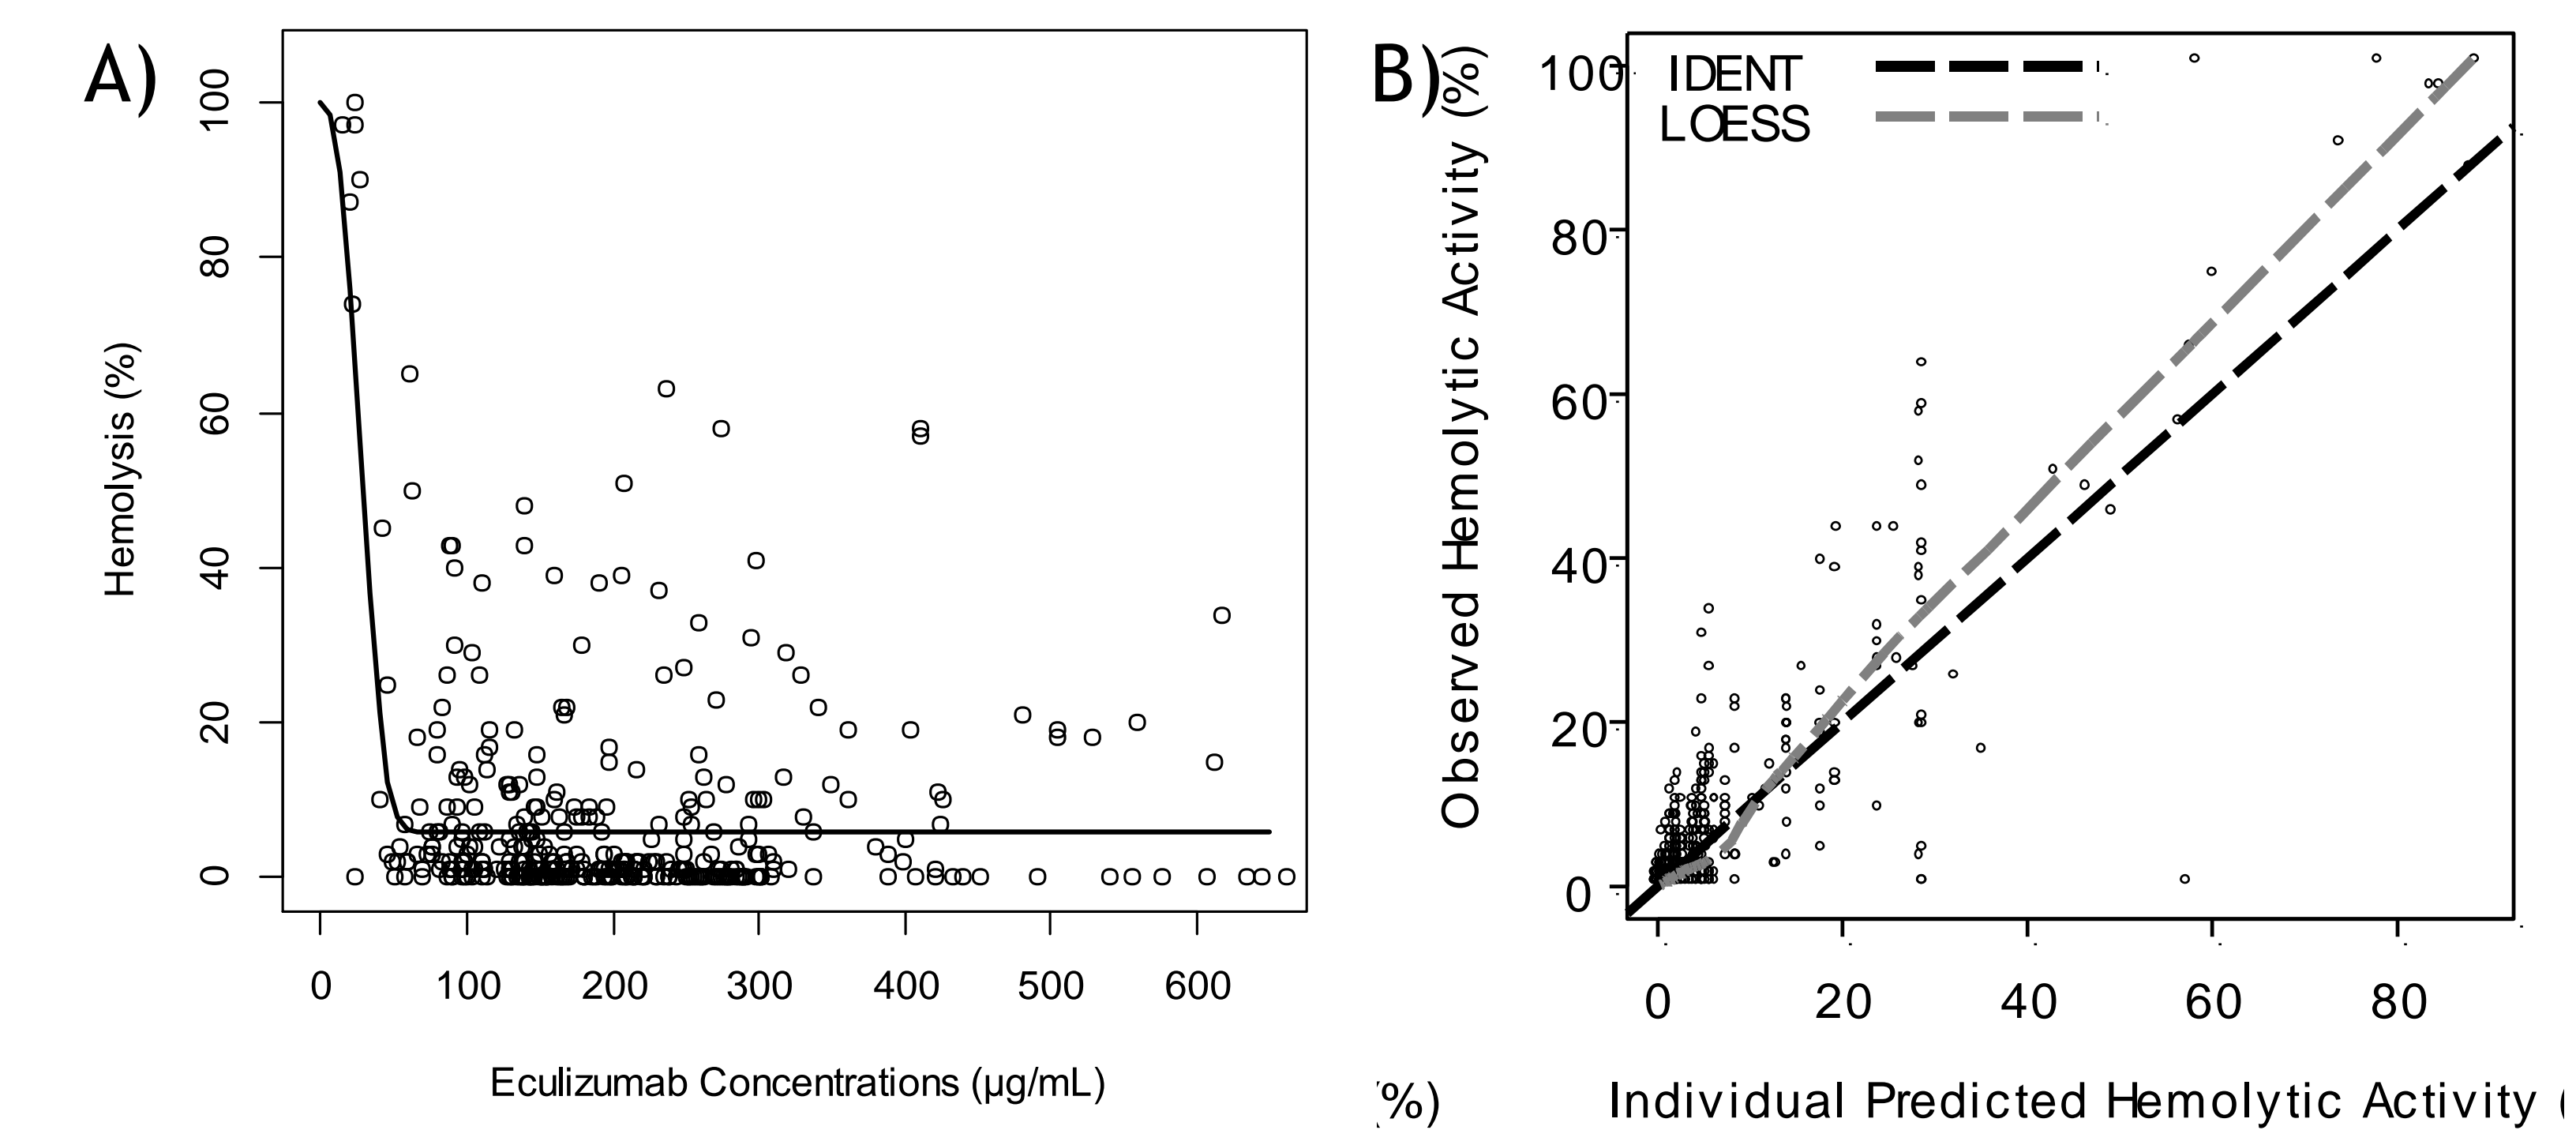 A)
Hemolysis (%)
100
80
60
40
20
0
0 100 200 300 400 500 600
Eculizumab Concentrations (µg/mL)
B)
Observed Hemolytic Activity (%)
IDENT
LOESS
100
80
60
40
20
0
0 20 40 60 80
Individual Predicted Hemolytic Activity (
(%)